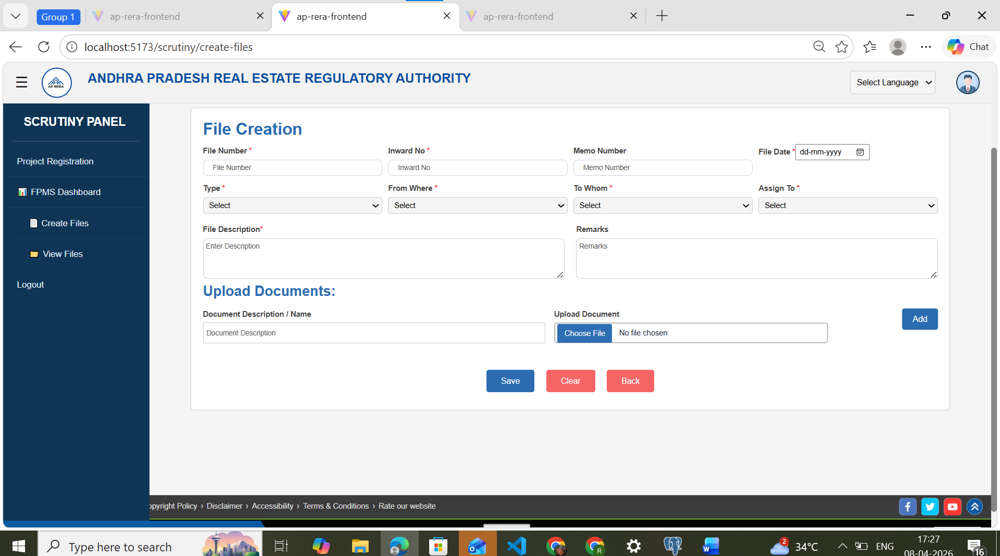 Group 1
ap-rera-frontend
ap-rera-frontend
ap-rera-frontend
localhost:5173/scrutiny/create-files
Chat
AP RERA
ANDHRA PRADESH REAL ESTATE REGULATORY AUTHORITY
Select Language
SCRUTINY PANEL
Project Registration
FPMS Dashboard
Create Files
View Files
Logout
File Creation
File Number *
Inward No *
Memo Number
File Date *
dd-mm-yyyy
File Number
Inward No
Memo Number
Type *
From Where *
To Whom *
Assign To *
Select
Select
Select
Select
File Description*
Remarks
Enter Description
Remarks
Upload Documents:
Document Description / Name
Upload Document
Add
Document Description
Choose File
No file chosen
Save
Clear
Back
opyright Policy › Disclaimer › Accessibility › Terms & Conditions › Rate our website
Type here to search
2
34°C
ENG
17:27
08-04-2026
16